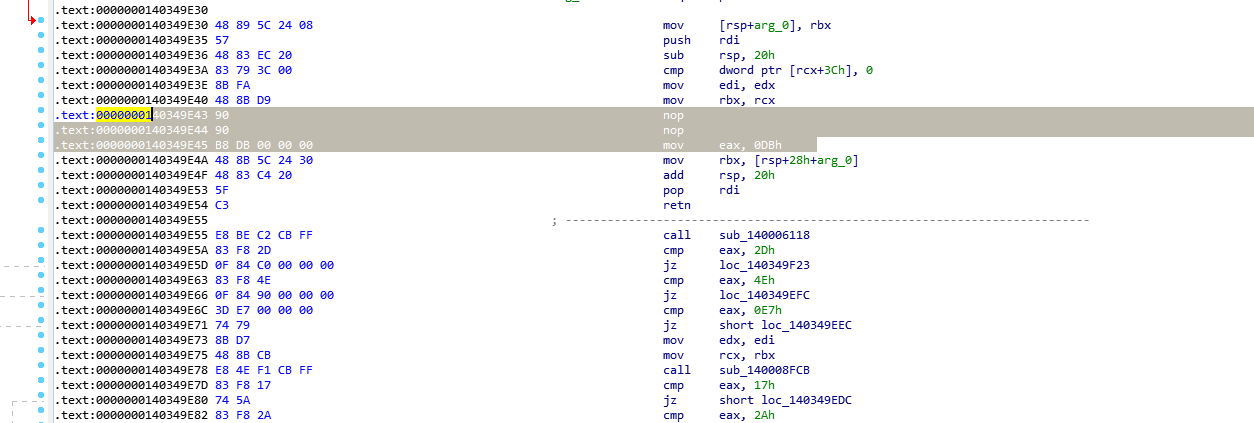 .text:0000000140349E30
.text:0000000140349E30 48 89 5C 24 08 mov [rsp+arg_0], rbx
.text:0000000140349E35 57 push rdi
.text:0000000140349E36 48 83 EC 20 sub rsp, 20h
.text:0000000140349E3A 83 79 3C 00 cmp dword ptr [rcx+3Ch], 0
.text:0000000140349E3E 8B FA mov edi, edx
.text:0000000140349E40 48 8B D9 mov rbx, rcx
.text:0000000140349E43 90 nop
.text:0000000140349E44 90 nop
.text:0000000140349E45 B8 DB 00 00 00 mov eax, 0DBh
.text:0000000140349E4A 48 8B 5C 24 30 mov rbx, [rsp+28h+arg_0]
.text:0000000140349E4F 48 83 C4 20 add rsp, 20h
.text:0000000140349E53 5F pop rdi
.text:0000000140349E54 C3 retn
.text:0000000140349E55 ; ---------------------------------------------------------------------------
.text:0000000140349E55 E8 BE C2 CB FF call sub_140006118
.text:0000000140349E5A 83 F8 2D cmp eax, 2Dh
.text:0000000140349E5D 0F 84 C0 00 00 00 jz loc_140349F23
.text:0000000140349E63 83 F8 4E cmp eax, 4Eh
.text:0000000140349E66 0F 84 90 00 00 00 jz loc_140349EFC
.text:0000000140349E6C 3D E7 00 00 00 cmp eax, 0E7h
.text:0000000140349E71 74 79 jz short loc_140349EEC
.text:0000000140349E73 8B D7 mov edx, edi
.text:0000000140349E75 48 8B CB mov rcx, rbx
.text:0000000140349E78 E8 4E F1 CB FF call sub_140008FCB
.text:0000000140349E7D 83 F8 17 cmp eax, 17h
.text:0000000140349E80 74 5A jz short loc_140349EDC
.text:0000000140349E82 83 F8 2A cmp eax, 2Ah